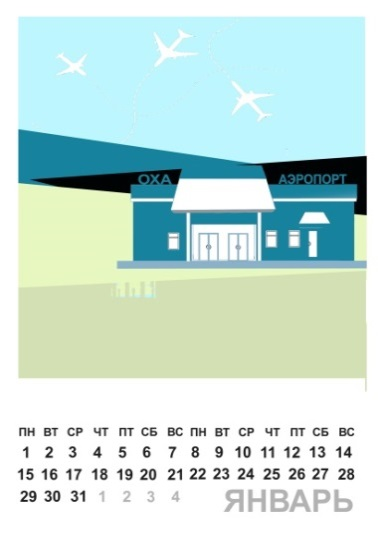 ОХА АЭРОПОРТ
ПН ВТ СР ЧТ ПТ СБ ВС ПН ВТ СР ЧТ ПТ СБ ВС
1 2 3 4 5 6 7 8 9 10 11 12 13 14
15 16 17 18 19 20 21 22 23 24 25 26 27 28
29 30 31 1 2 3 4
ЯНВАРЬ